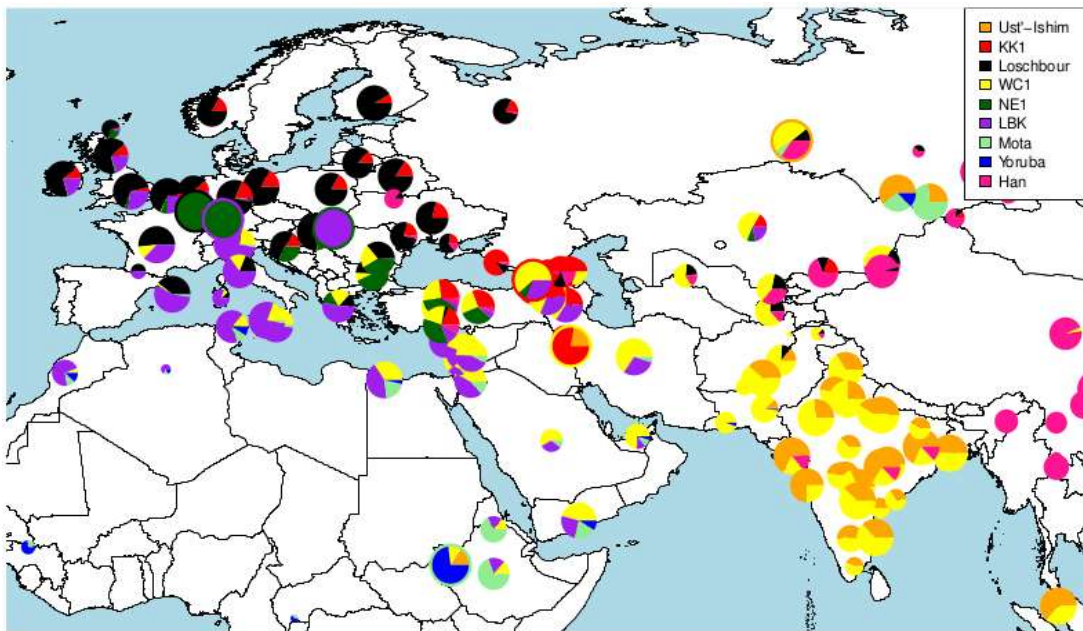 Ust'−Ishim
KK1
Loschbour
WC1
NE1
LBK
Mota
Yoruba
Han